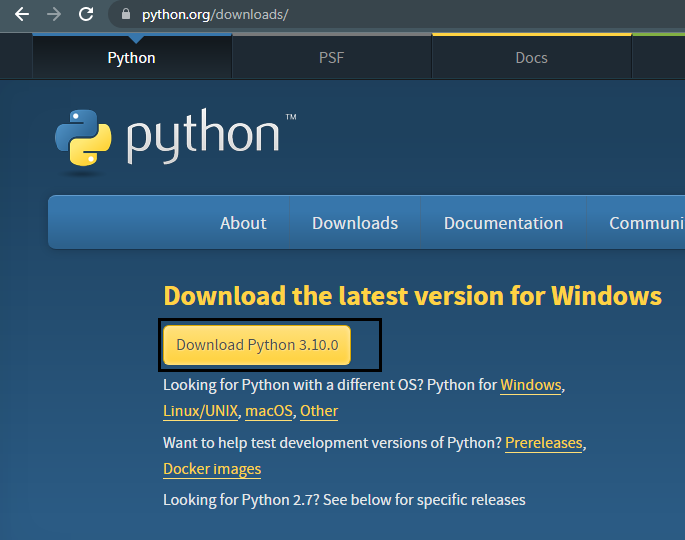 python.org/downloads/
Python PSF Docs
python™
About Downloads Documentation Communi
Download the latest version for Windows
Download Python 3.10.0
Looking for Python with a different OS? Python for Windows,
Linux/UNIX, macOS, Other
Want to help test development versions of Python? Prereleases,
Docker images
Looking for Python 2.7? See below for specific releases